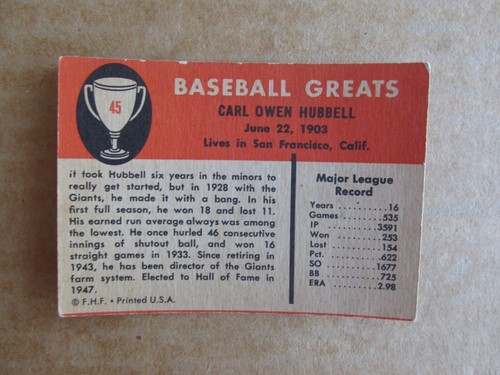 45
BASEBALL GREATS
CARL OWEN HUBBELL
June 22, 1903
Lives in San Francisco, Calif.
it took Hubbell six years in the minors to
really get started, but in 1928 with the
Giants, he made it with a bang. In his
first full season, he won 18 and lost 11.
His earned run average always was among
the lowest. He once hurled 46 consecutive
innings of shutout ball, and won 16
straight games in 1933. Since retiring in
1943, he has been director of the Giants
farm system. Elected to Hall of Fame in
1947.
© F.H.F. • Printed U.S.A.
Major League
Record
Years 16
Games 535
IP 3591
Won 253
Lost 154
Pct. .622
SO 1677
BB 725
ERA 2.98